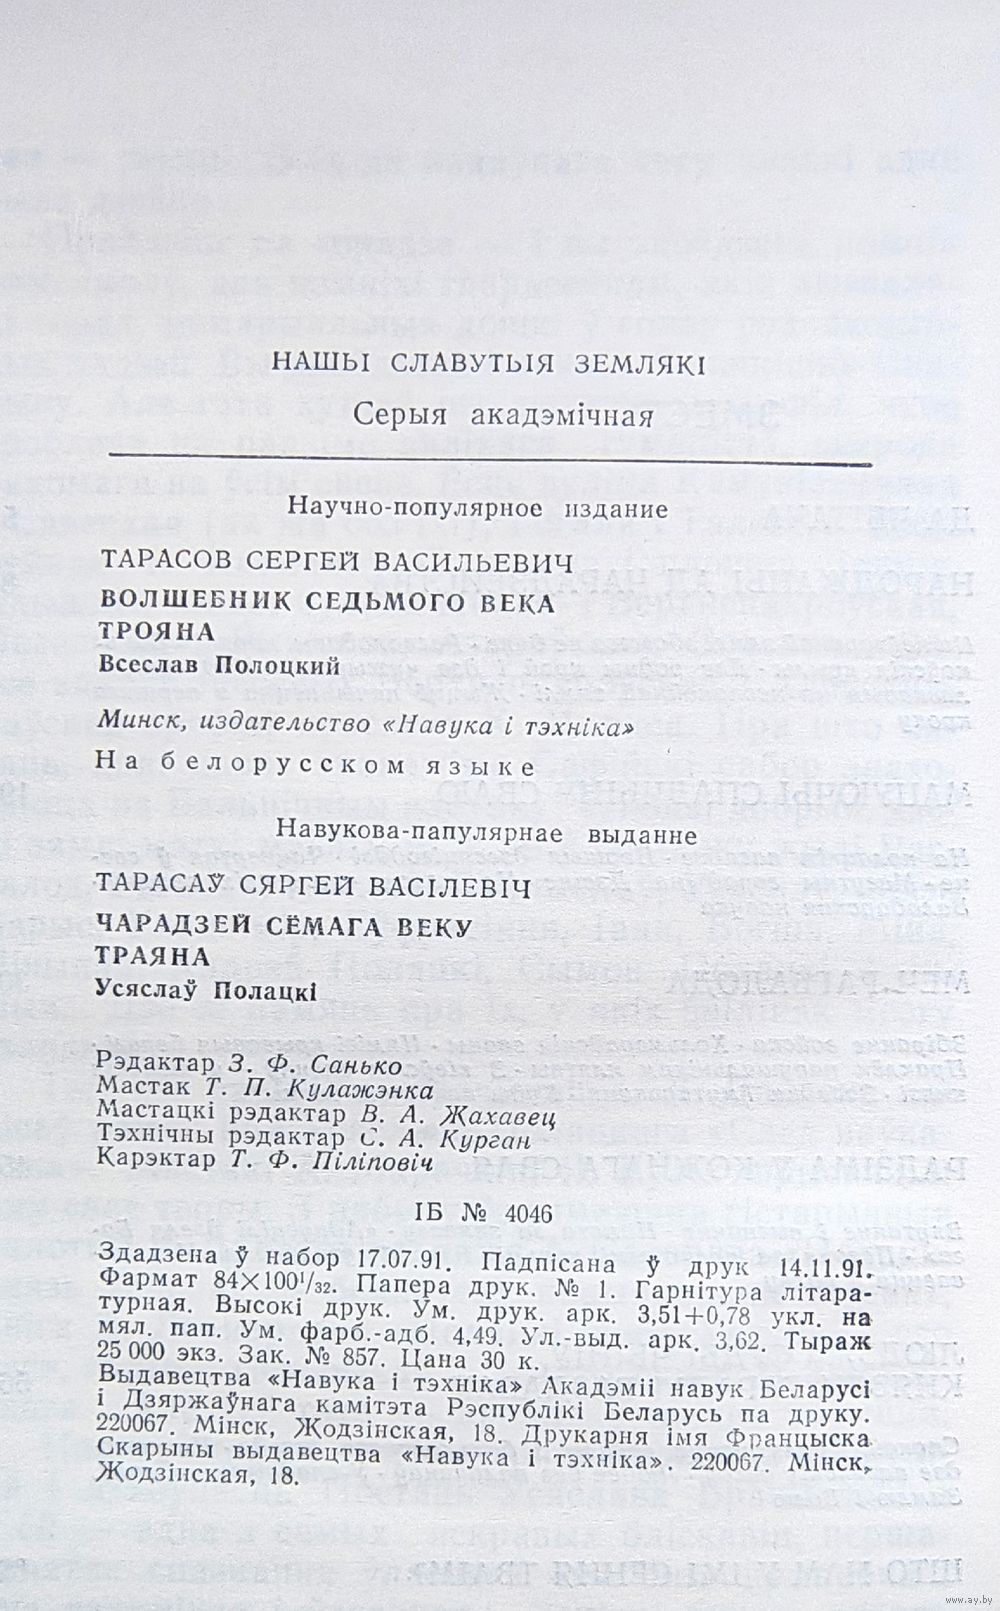 НАШЫ СЛАВУТЫЯ ЗЕМЛЯКІ
Серыя акадэмічная
Научно-популярное издание
ТАРАСОВ СЕРГЕЙ ВАСИЛЬЕВИЧ
ВОЛШЕБНИК СЕДЬМОГО ВЕКА
ТРОЯНА
Всеслав Полоцкий
Минск, издательство «Навука і тэхніка»
На белорусском языке
Навукова-папулярнае выданне
ТАРАСАЎ СЯРГЕЙ ВАСІЛЕВІЧ
ЧАРАДЗЕЙ СЁМАГА ВЕКУ
ТРАЯНА
Усяслаў Полацкі
Рэдактар З. Ф. Санько
Мастак Т. П. Кулажэнка
Мастацкі рэдактар В. А. Жахавец
Тэхнічны рэдактар С. А. Курган
Карэктар Т. Ф. Піліповіч
ІБ № 4046
Здадзена ў набор 17.07.91. Падпісана ў друк 14.11.91.
Фармат 84×100¹/₃₂. Папера друк. № 1. Гарнітура літара-
турная. Высокі друк. Ум. друк. арк. 3,51+0,78 укл. на
мял. пап. Ум. фарб.-адб. 4,49. Ул.-выд. арк. 3,62. Тыраж
25 000 экз. Зак. № 857. Цана 30 к.
Выдавецтва «Навука і тэхніка» Акадэміі навук Беларусі
і Дзяржаўнага камітэта Рэспублікі Беларусь па друку.
220067. Мінск, Жодзінская, 18. Друкарня імя Францыска
Скарыны выдавецтва «Навука і тэхніка». 220067. Мінск,
Жодзінская, 18.
www.ay.by